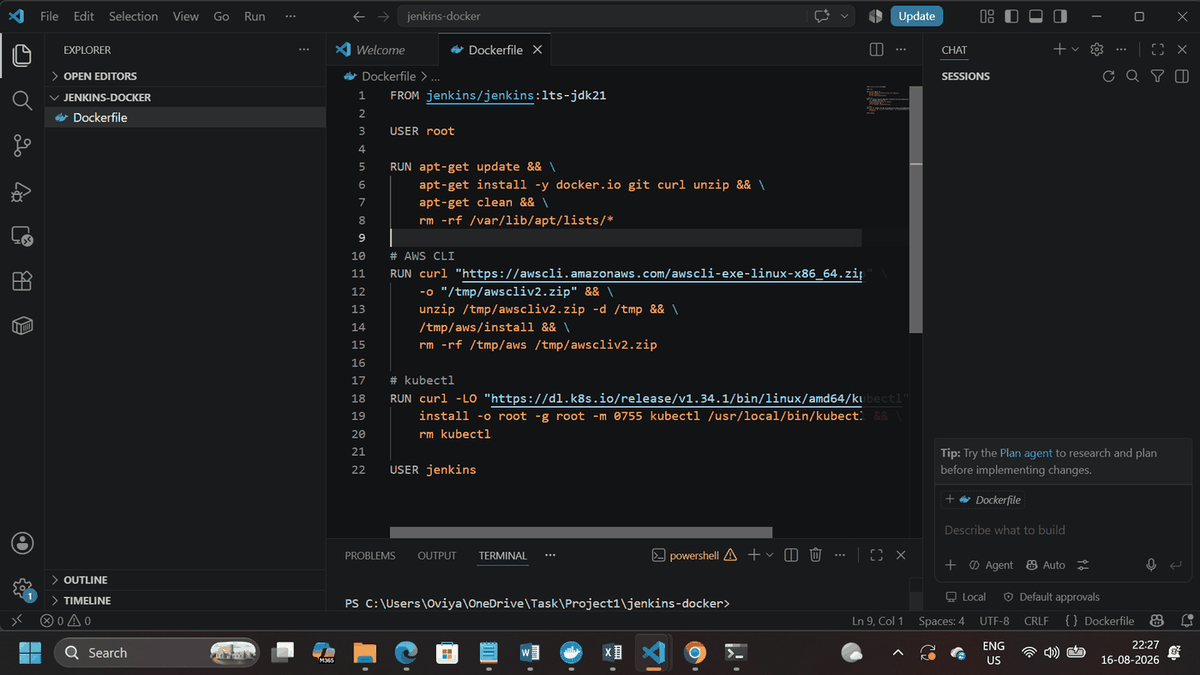 File Edit Selection View Go Run ···
jenkins-docker
Update
EXPLORER
OPEN EDITORS
JENKINS-DOCKER
Dockerfile
OUTLINE
TIMELINE
Welcome
Dockerfile
Dockerfile > ...
1 FROM jenkins/jenkins:lts-jdk21
2
3 USER root
4
5 RUN apt-get update && \
6 apt-get install -y docker.io git curl unzip && \
7 apt-get clean && \
8 rm -rf /var/lib/apt/lists/*
9
10 # AWS CLI
11 RUN curl "https://awscli.amazonaws.com/awscli-exe-linux-x86_64.zip" \
12 -o "/tmp/awscliv2.zip" && \
13 unzip /tmp/awscliv2.zip -d /tmp && \
14 /tmp/aws/install && \
15 rm -rf /tmp/aws /tmp/awscliv2.zip
16
17 # kubectl
18 RUN curl -LO "https://dl.k8s.io/release/v1.34.1/bin/linux/amd64/kubectl"
19 install -o root -g root -m 0755 kubectl /usr/local/bin/kubectl && \
20 rm kubectl
21
22 USER jenkins
PROBLEMS OUTPUT TERMINAL ···
powershell
PS C:\Users\Oviya\OneDrive\Task\Project1\jenkins-docker>
CHAT
SESSIONS
Tip: Try the Plan agent to research and plan
before implementing changes.
Dockerfile
Describe what to build
Agent Auto
Local Default approvals
1
0 0
Ln 9, Col 1 Spaces: 4 UTF-8 CRLF {} Dockerfile
Search
M365
ENG
US
22:27
16-08-2026